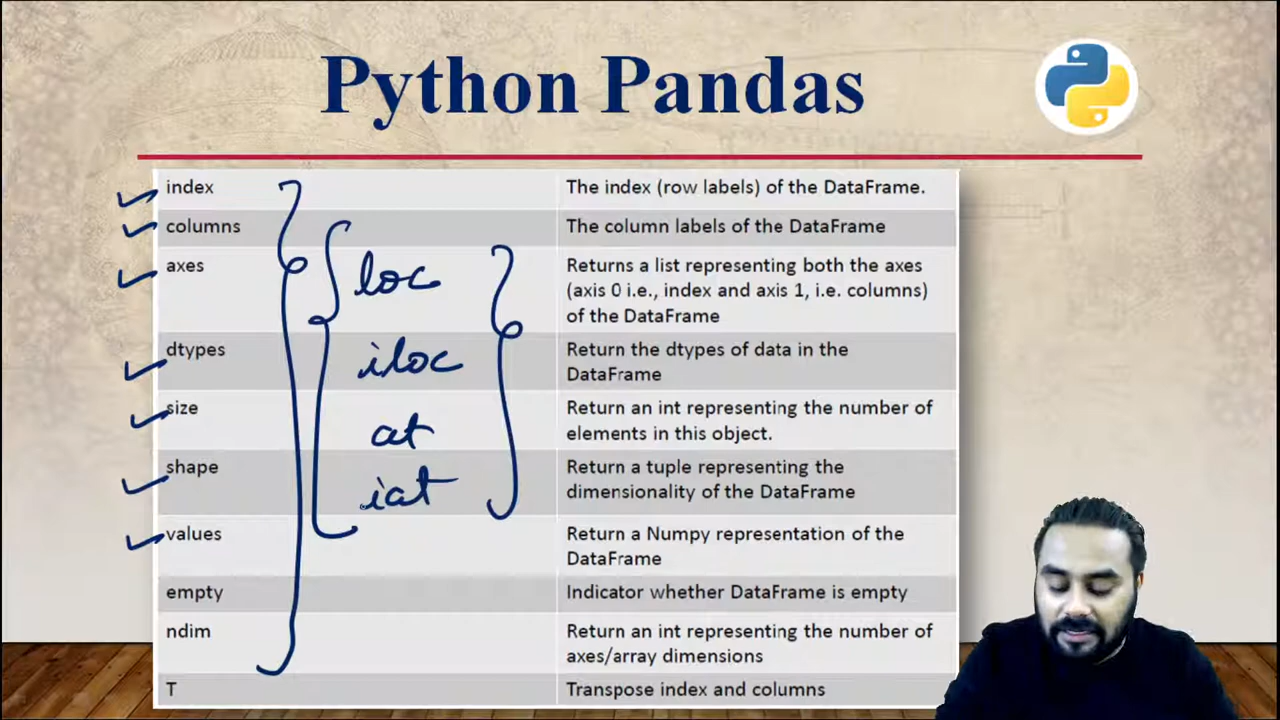 Python Pandas
index The index (row labels) of the DataFrame.
columns The column labels of the DataFrame
axes Returns a list representing both the axes
(axis 0 i.e., index and axis 1, i.e. columns)
of the DataFrame
loc
dtypes Return the dtypes of data in the
DataFrame
iloc
size Return an int representing the number of
elements in this object.
at
shape Return a tuple representing the
dimensionality of the DataFrame
iat
values Return a Numpy representation of the
DataFrame
empty Indicator whether DataFrame is empty
ndim Return an int representing the number of
axes/array dimensions
T Transpose index and columns